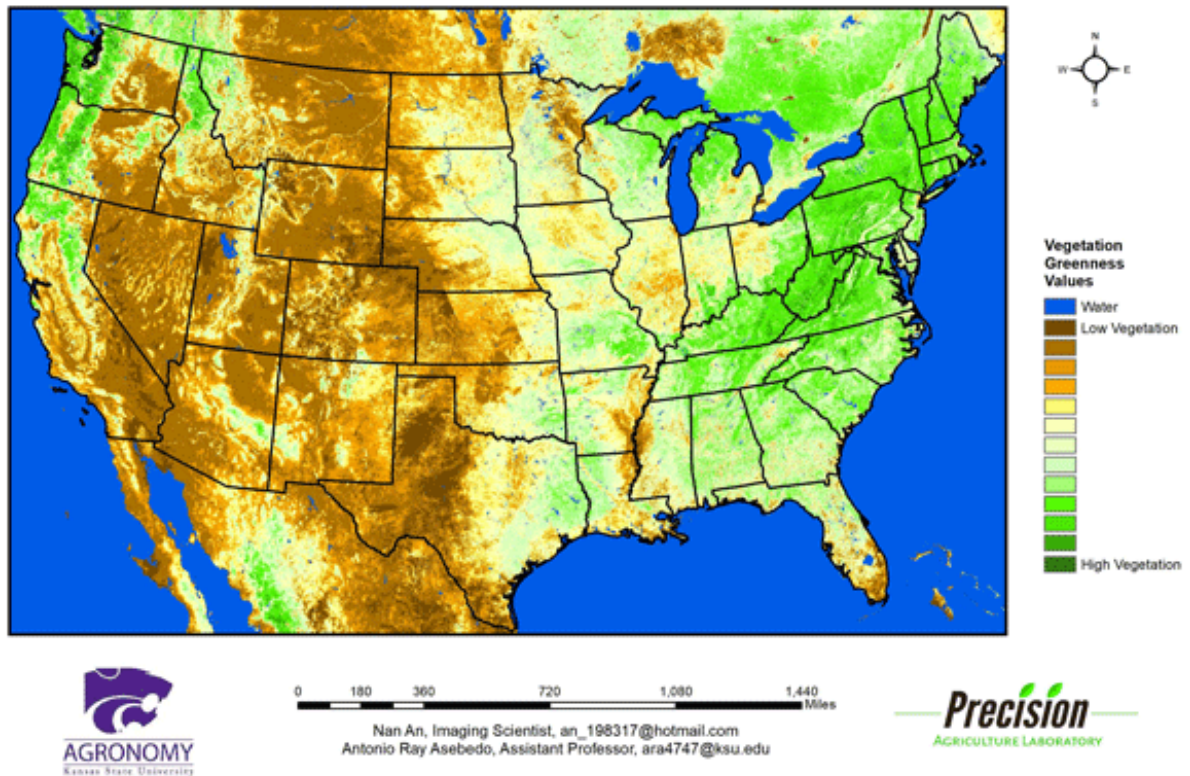 N
W
E
S
Vegetation
Greenness
Values
Water
Low Vegetation
High Vegetation
0 180 360 720 1,080 1,440
Miles
Nan An, Imaging Scientist, an_198317@hotmail.com
Antonio Ray Asebedo, Assistant Professor, ara4747@ksu.edu
AGRONOMY
Kansas State University
Precision
AGRICULTURE LABORATORY